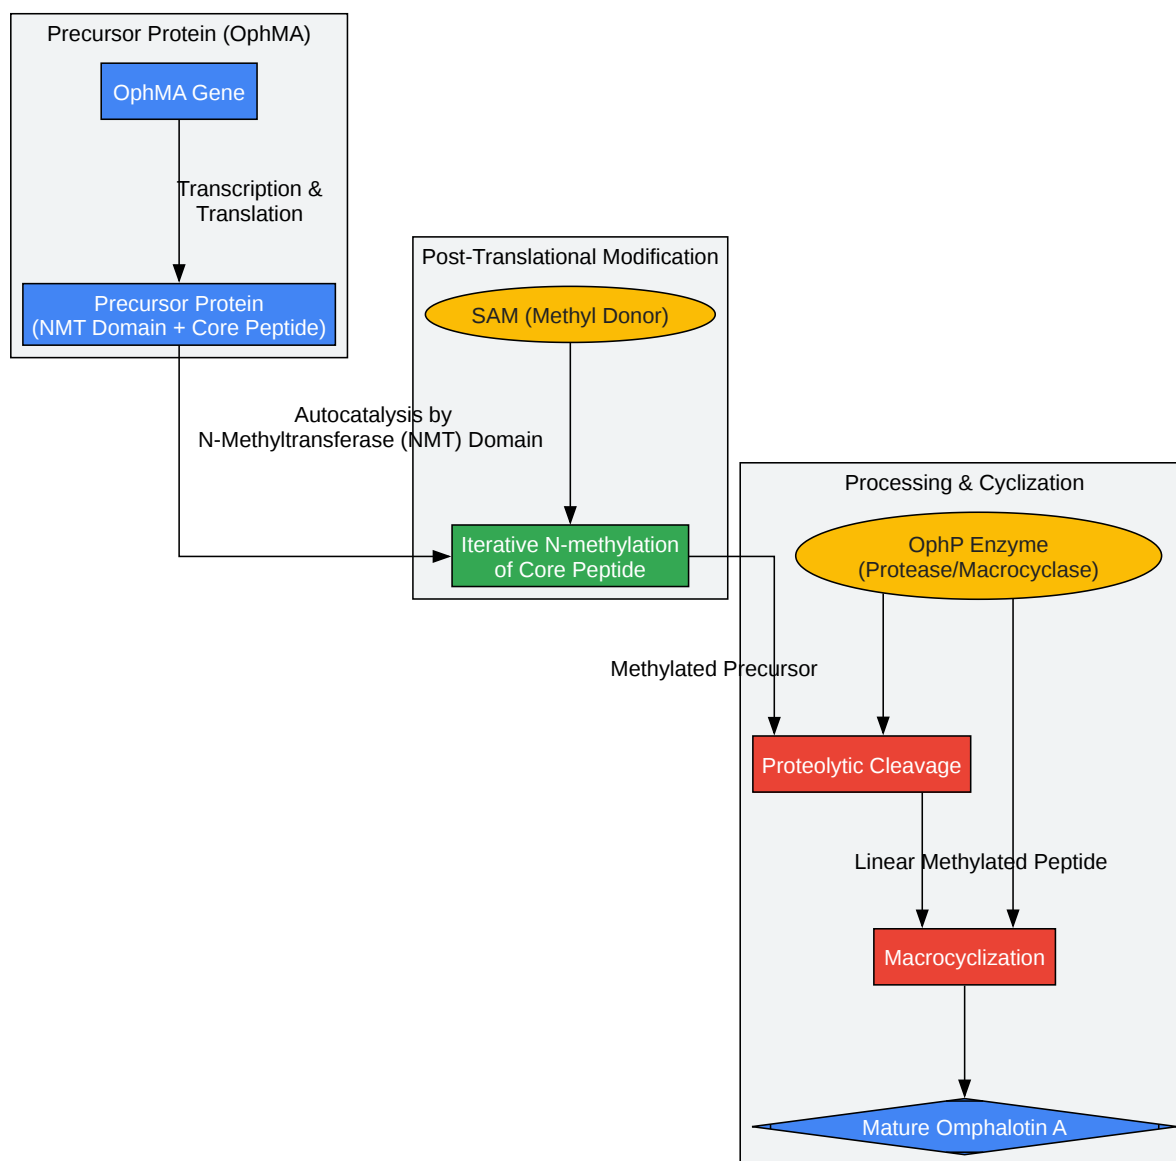 Precursor Protein (OphMA)
OphMA Gene
Transcription &
Translation
Precursor Protein
(NMT Domain + Core Peptide)
Post-Translational Modification
SAM (Methyl Donor)
Autocatalysis by
N-Methyltransferase (NMT) Domain
Iterative N-methylation
of Core Peptide
Processing & Cyclization
OphP Enzyme
(Protease/Macrocyclase)
Methylated Precursor
Proteolytic Cleavage
Linear Methylated Peptide
Macrocyclization
Mature Omphalotin A